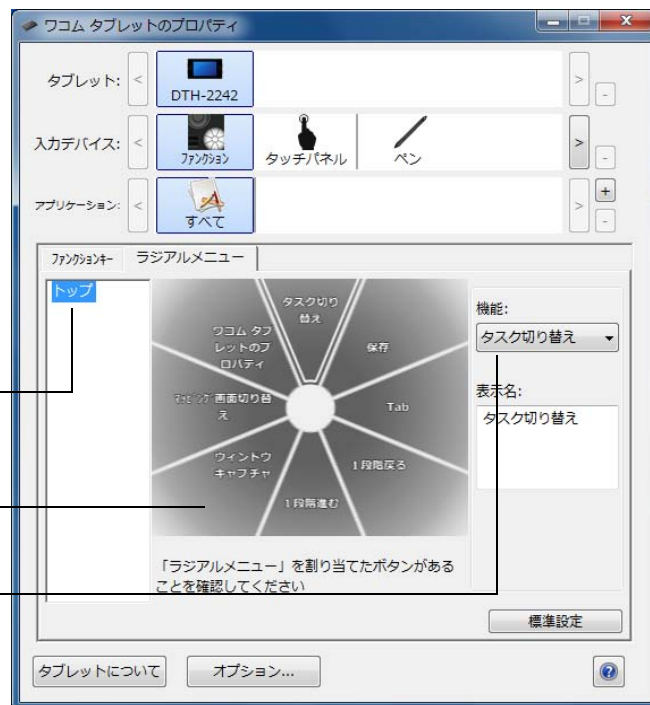 ワコム タブレットのプロパティ
タブレット:
<
DTH-2242
>
-
入力デバイス:
<
ファンクション
タッチパネル
ペン
>
-
アプリケーション:
<
すべて
>
+
-
ファンクションキー
ラジアルメニュー
トップ
タスク切り
替え
保存
Tab
1段階戻る
1段階進む
ウィンドウ
キャプチャ
マッピング画面切り替
え
ワコム タブ
レットのプ
ロパティ
「ラジアルメニュー」を割り当てたボタンがある
ことを確認してください
機能:
タスク切り替え
表示名:
タスク切り替え
標準設定
タブレットについて
オプション...
?